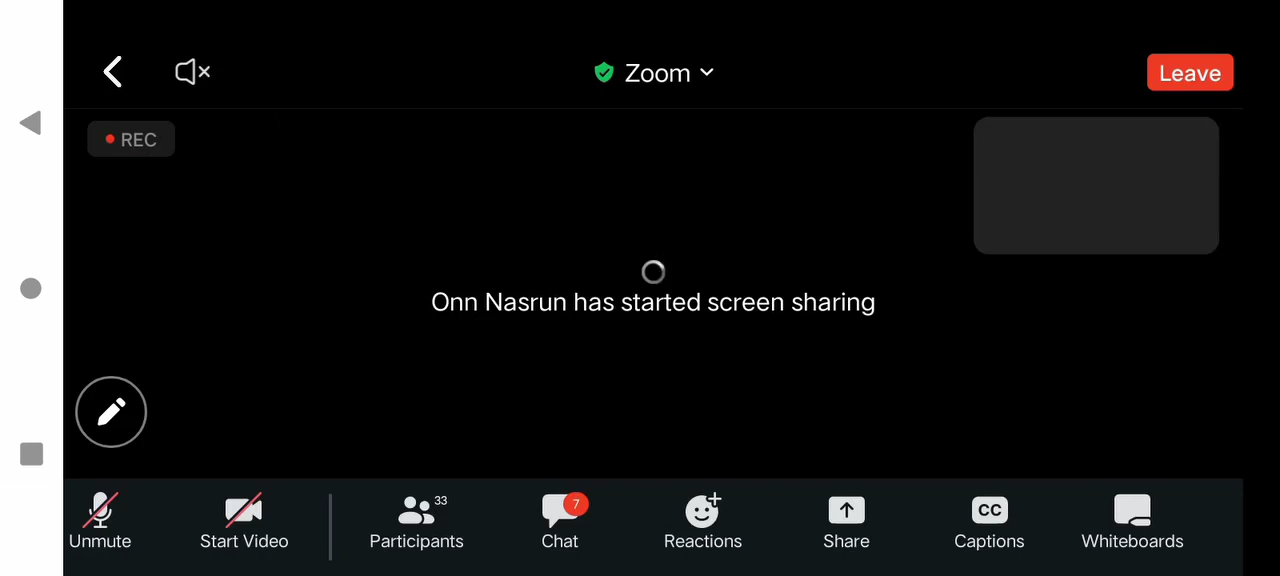 Zoom
Leave
REC
Onn Nasrun has started screen sharing
Unmute
Start Video
33
Participants
7
Chat
Reactions
Share
CC
Captions
Whiteboards